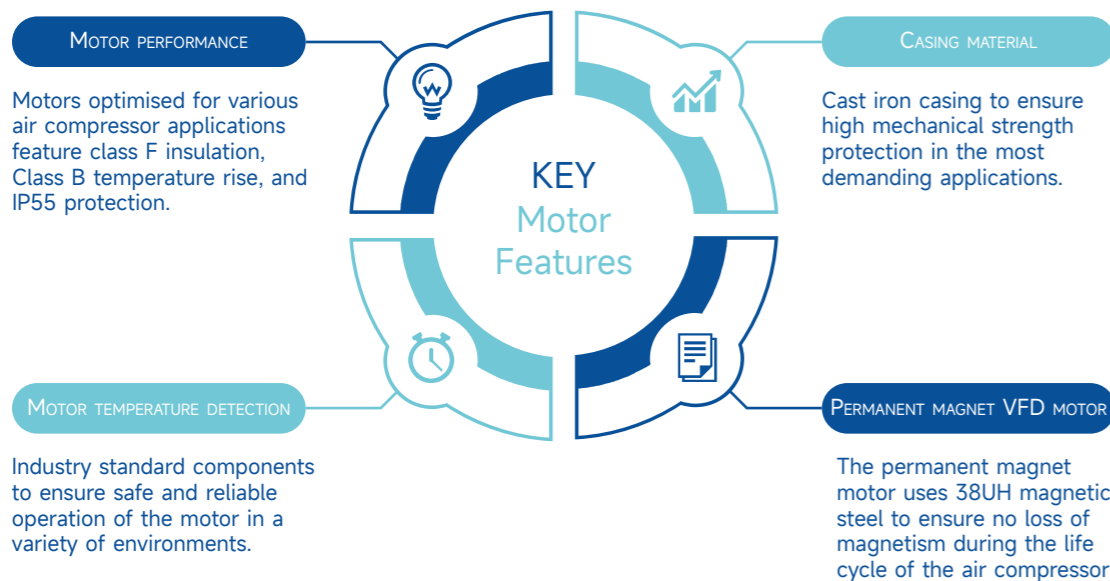 Motor performance
Motors optimised for various
air compressor applications
feature class F insulation,
Class B temperature rise, and
IP55 protection.
Casing material
Cast iron casing to ensure
high mechanical strength
protection in the most
demanding applications.
KEY
Motor
Features
Motor temperature detection
Industry standard components
to ensure safe and reliable
operation of the motor in a
variety of environments.
Permanent magnet VFD motor
The permanent magnet
motor uses 38UH magnetic
steel to ensure no loss of
magnetism during the life
cycle of the air compressor